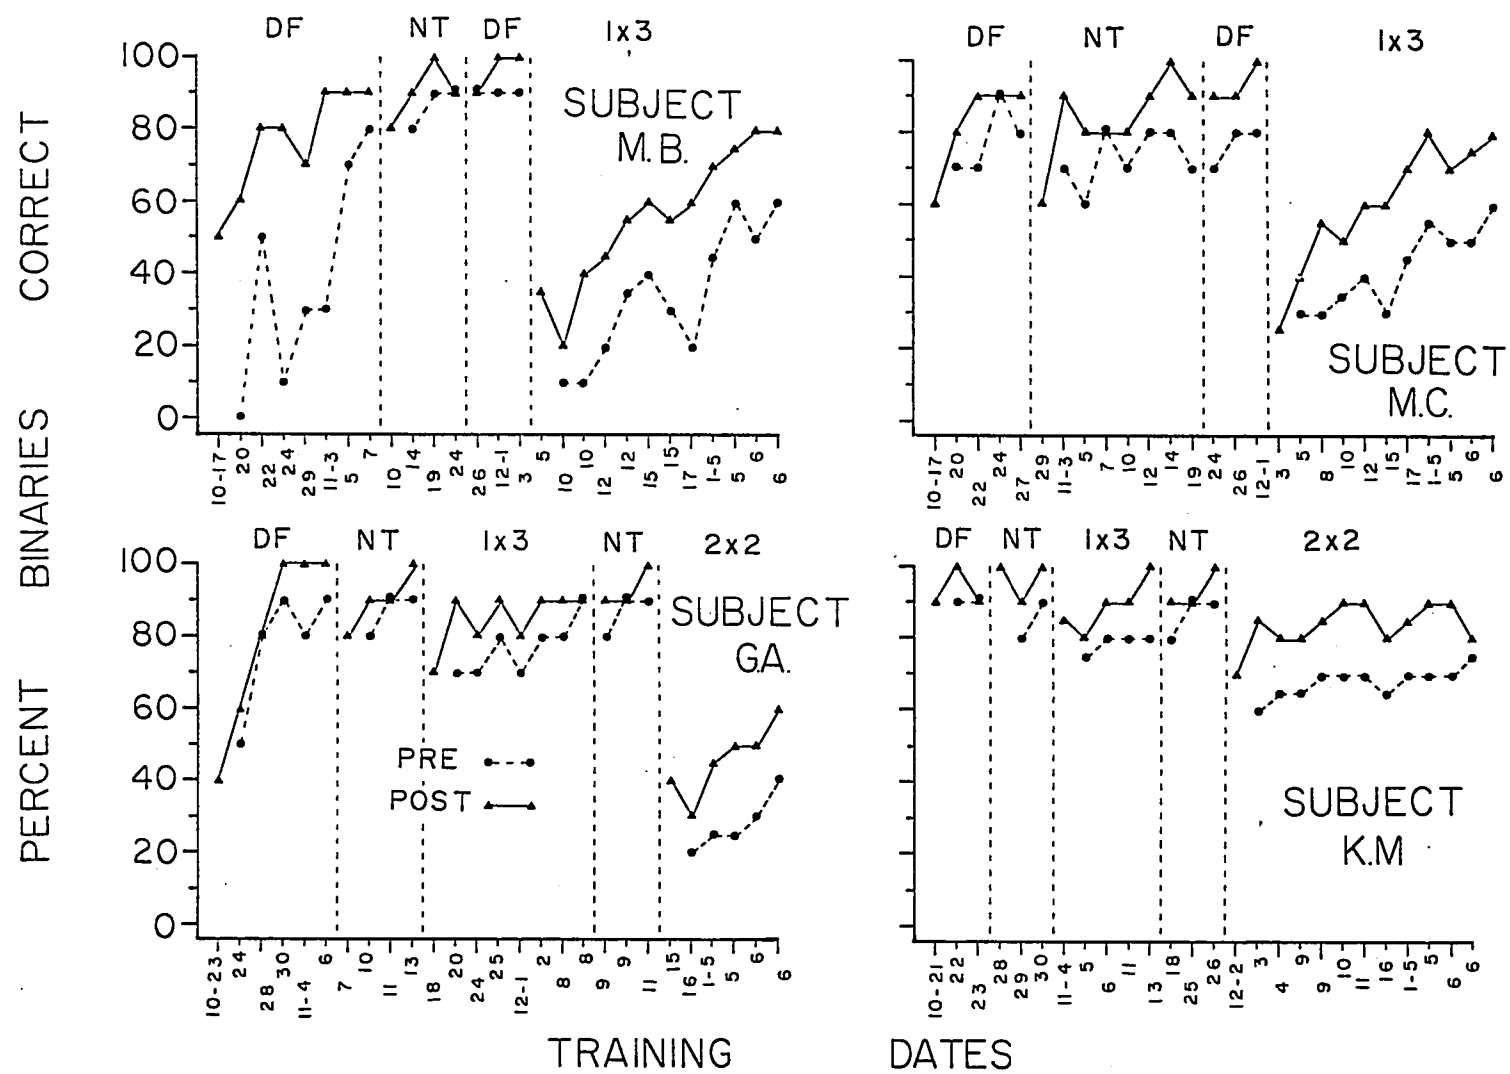 PERCENT BINARIES CORRECT
DF NT DF 1x3
SUBJECT
M.B.
100
80
60
40
20
0
10-17 20 22 24 29 11-3 5 7 10 14 19 24 26 12-1 3 5 10 10 12 12 15 15 17 1-5 5 6 6
DF NT DF 1x3
SUBJECT
M.C.
10-17 20 22 24 27 29 11-3 5 7 10 12 14 19 24 26 12-1 3 5 8 10 12 15 17 1-5 5 6 6
DF NT 1x3 NT 2x2
SUBJECT
G.A.
PRE
POST
100
80
60
40
20
0
10-23 24 28 30 11-4 6 7 10 11 13 18 20 24 25 12-1 2 8 8 9 9 11 15 16 1-5 5 6 6
DF NT 1x3 NT 2x2
SUBJECT
K.M
10-21 22 23 28 29 30 11-4 5 6 11 13 18 25 26 12-2 3 4 9 9 10 11 16 1-5 5 6 6
TRAINING DATES